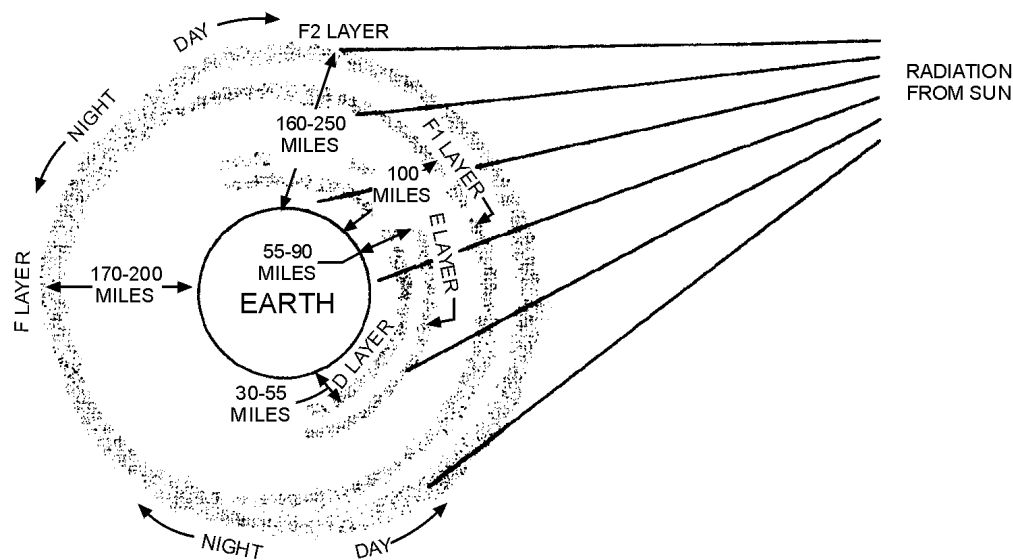 DAY
F2 LAYER
RADIATION
FROM SUN
NIGHT
160-250
MILES
F1 LAYER
100
MILES
E LAYER
55-90
MILES
F LAYER
170-200
MILES
EARTH
D LAYER
30-55
MILES
NIGHT
DAY